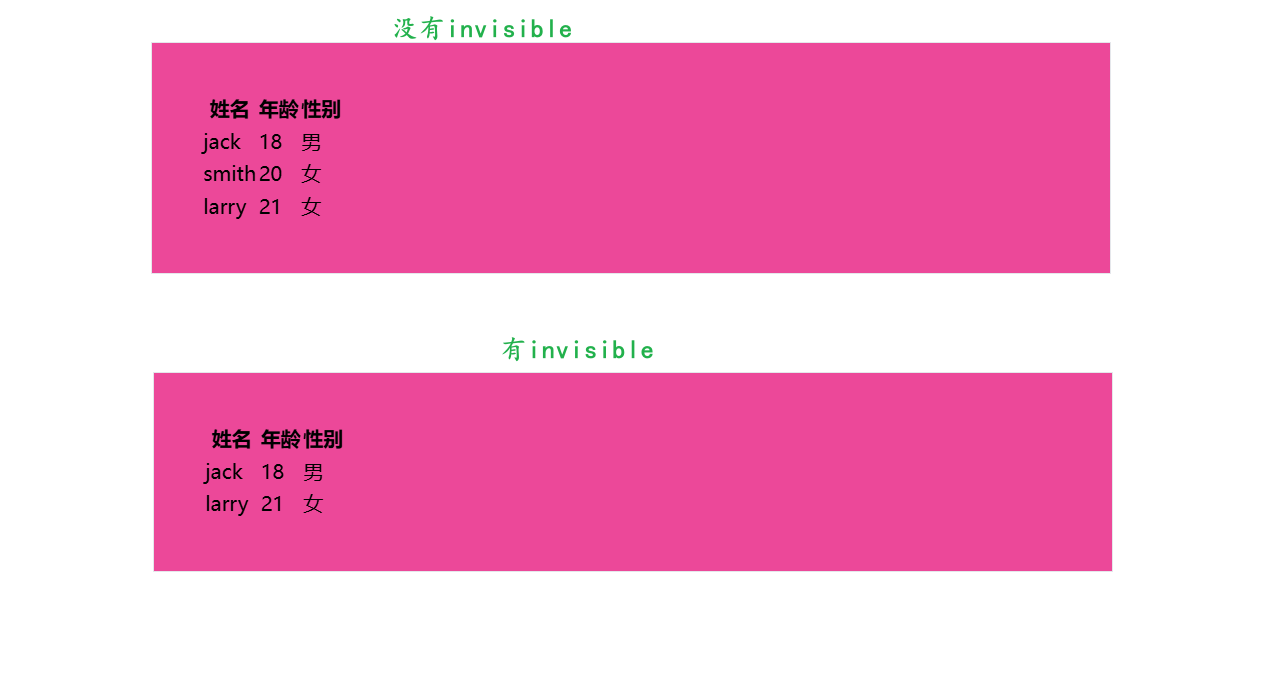 没有invisible
姓名 年龄 性别
jack 18 男
smith 20 女
larry 21 女
有invisible
姓名 年龄 性别
jack 18 男
larry 21 女